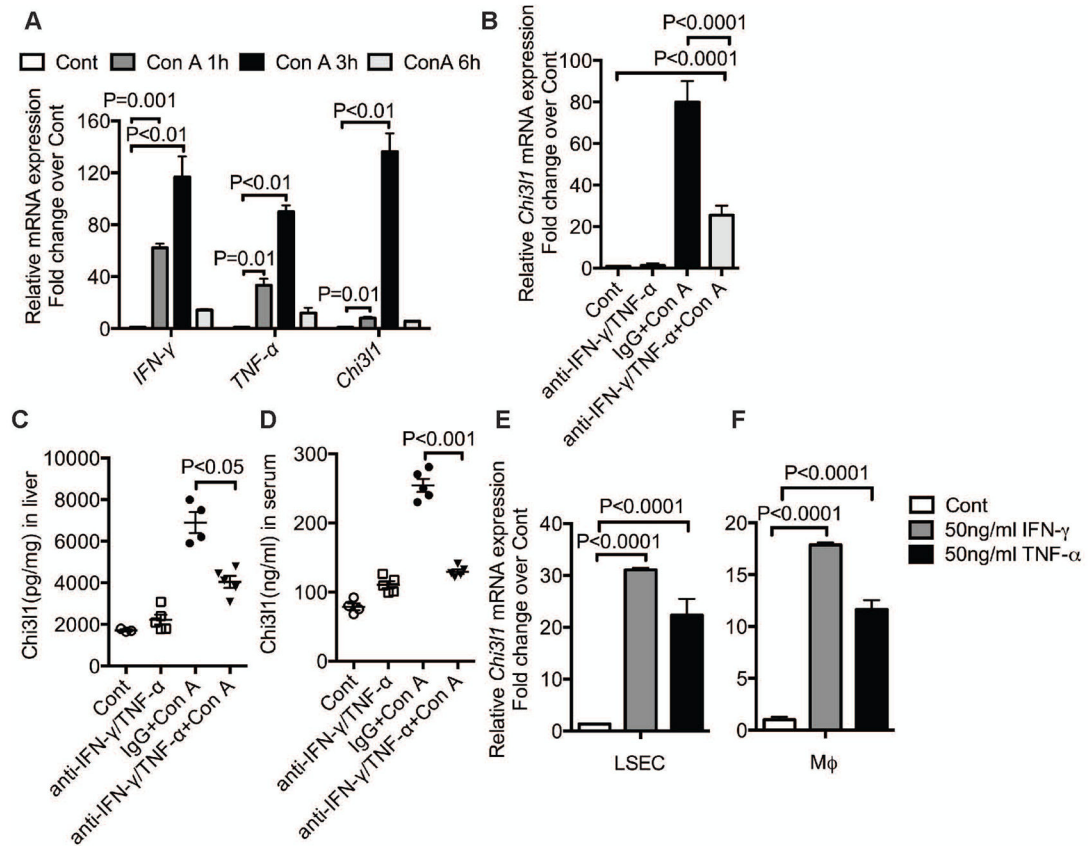 A
Cont Con A 1h Con A 3h ConA 6h
Relative mRNA expression
Fold change over Cont
160
120
80
40
0
P=0.001
P<0.01
P<0.01
P=0.01
P<0.01
P=0.01
IFN-γ
TNF-α
Chi3l1
B
Relative Chi3l1 mRNA expression
Fold change over Cont
100
80
60
40
20
0
P<0.0001
P<0.0001
Cont
anti-IFN-γ/TNF-α
IgG+Con A
anti-IFN-γ/TNF-α+Con A
C
Chi3l1(pg/mg) in liver
10000
8000
6000
4000
2000
0
P<0.05
Cont
anti-IFN-γ/TNF-α
IgG+Con A
anti-IFN-γ/TNF-α+Con A
D
Chi3l1(ng/ml) in serum
300
200
100
0
P<0.001
Cont
anti-IFN-γ/TNF-α
IgG+Con A
anti-IFN-γ/TNF-α+Con A
E
Relative Chi3l1 mRNA expression
Fold change over Cont
40
30
20
10
0
P<0.0001
P<0.0001
LSEC
F
20
15
10
5
0
P<0.0001
P<0.0001
Mϕ
Cont
50ng/ml IFN-γ
50ng/ml TNF-α